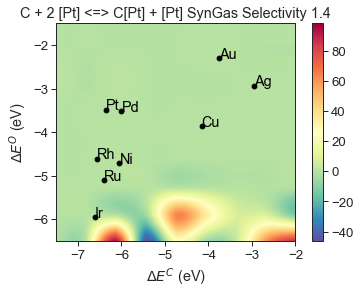 C + 2 [Pt] <=> C[Pt] + [Pt] SynGas Selectivity 1.4
−2
−3
−4
−5
−6
ΔE^O (eV)
Au
Ag
Pt
Pd
Cu
Rh
Ni
Ru
Ir
80
60
40
20
0
−20
−40
−7
−6
−5
−4
−3
−2
ΔE^C (eV)